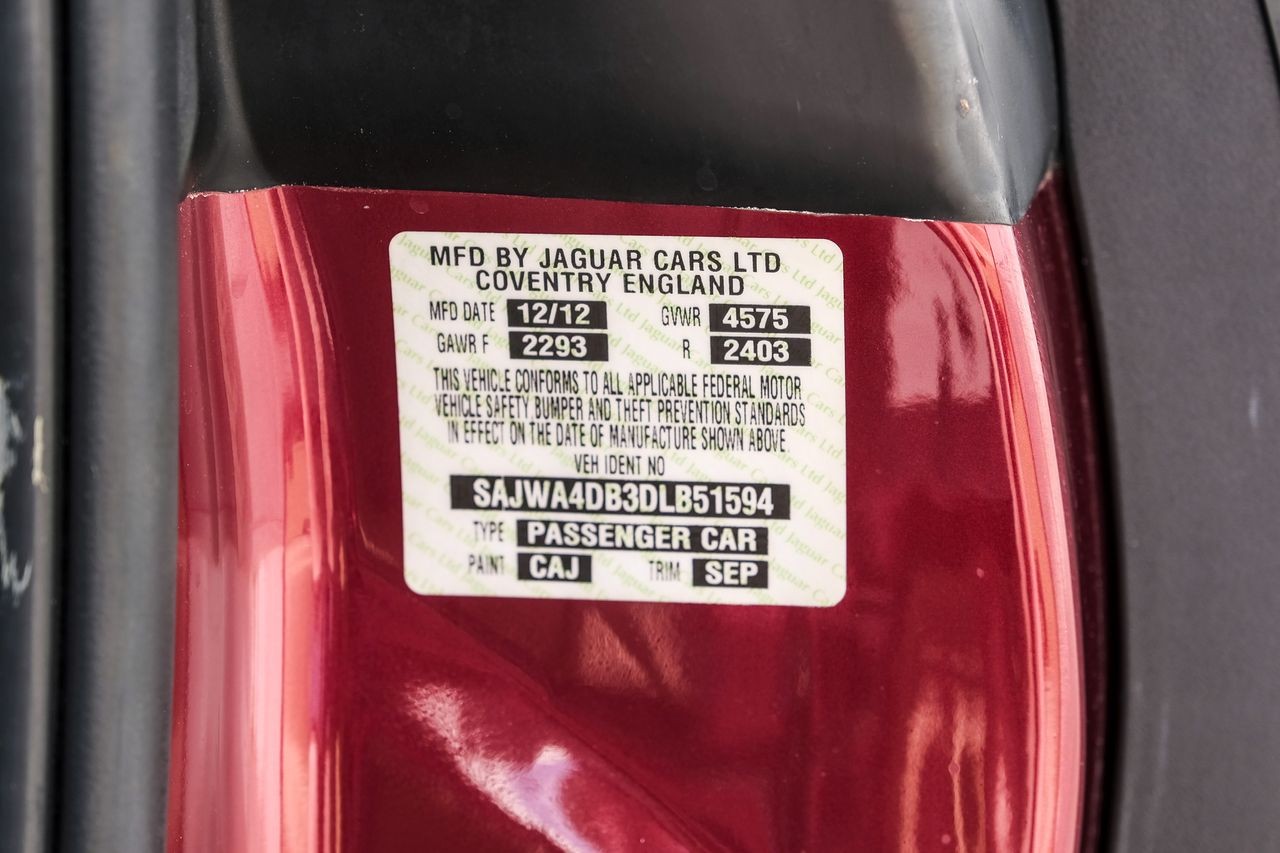 MFD BY JAGUAR CARS LTD
COVENTRY ENGLAND
MFD DATE 12/12 GVWR 4575
GAWR F 2293 R 2403
THIS VEHICLE CONFORMS TO ALL APPLICABLE FEDERAL MOTOR
VEHICLE SAFETY BUMPER AND THEFT PREVENTION STANDARDS
IN EFFECT ON THE DATE OF MANUFACTURE SHOWN ABOVE.
VEH IDENT NO
SAJWA4DB3DLB51594
TYPE PASSENGER CAR
PAINT CAJ TRIM SEP